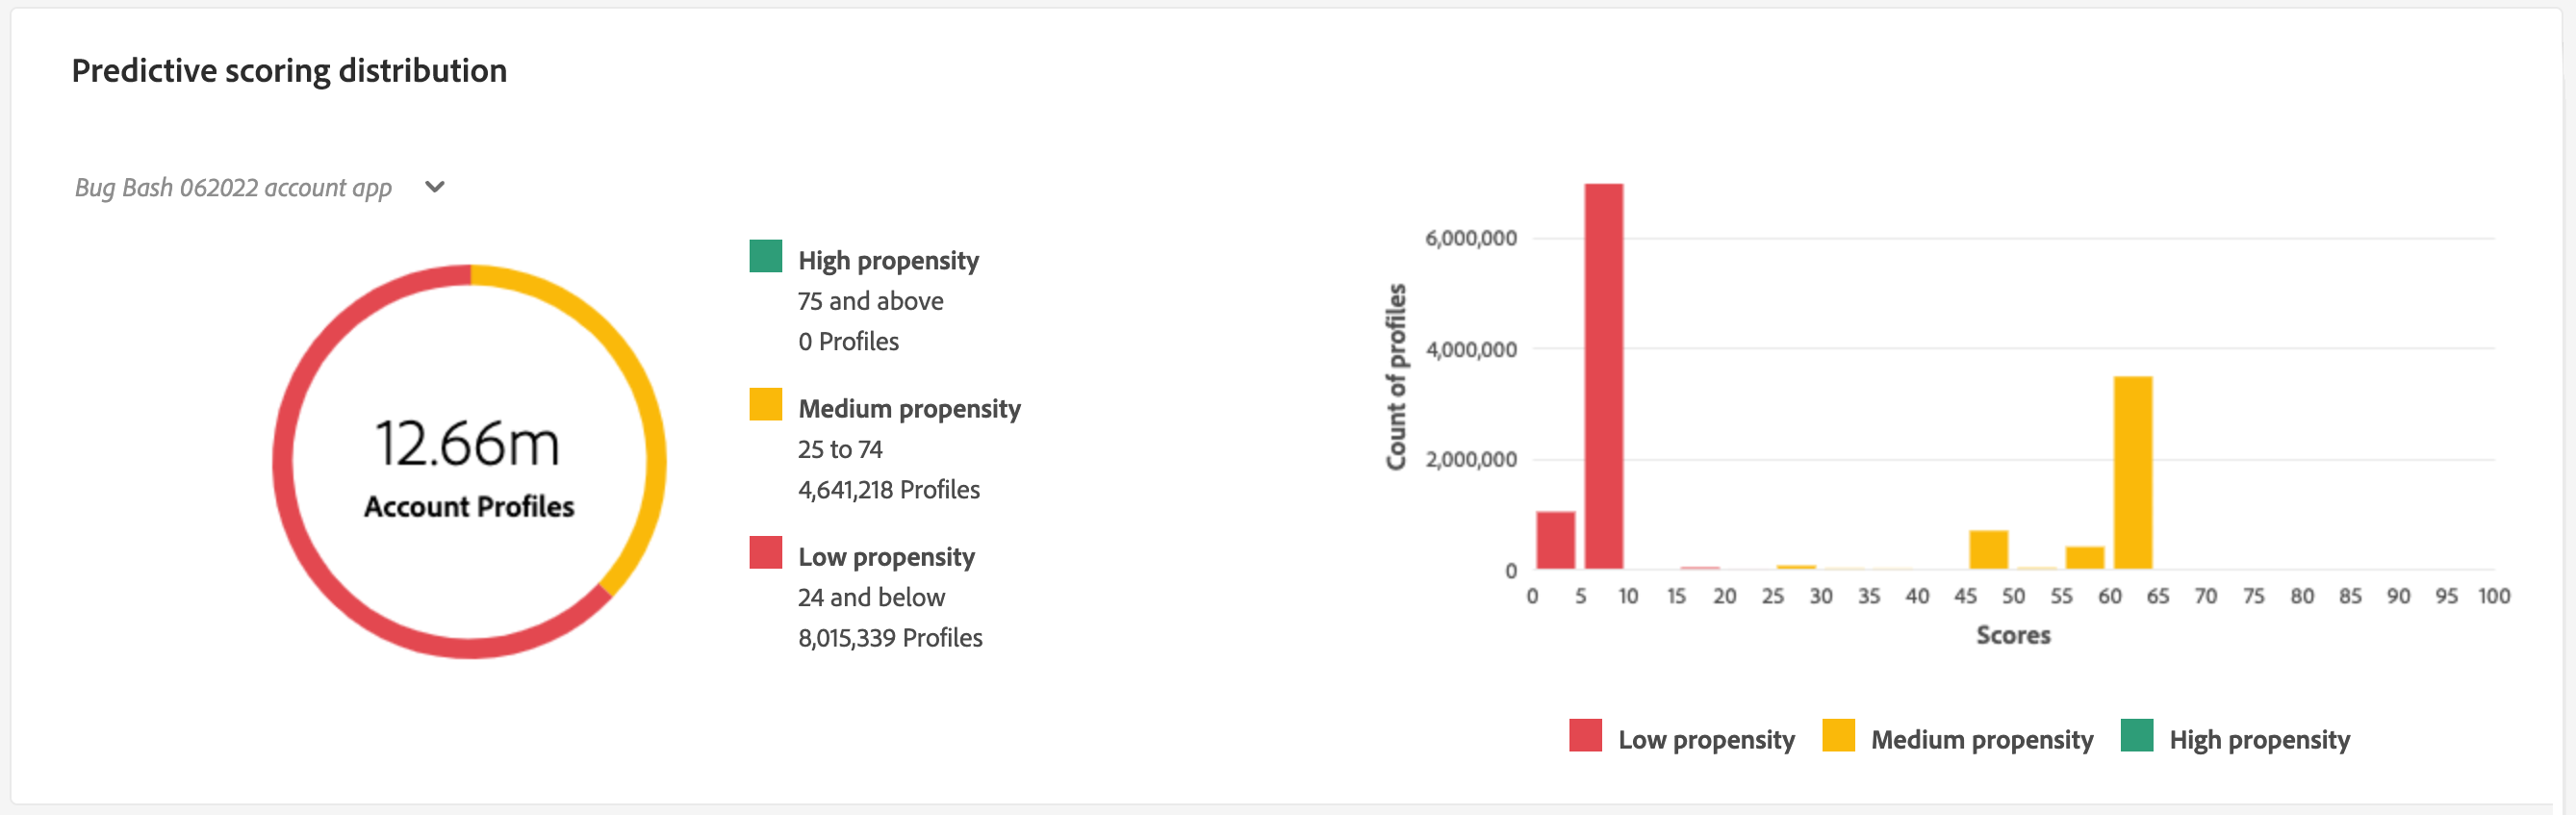 Predictive scoring distribution
Bug Bash 062022 account app
12.66m
Account Profiles
High propensity
75 and above
0 Profiles
Medium propensity
25 to 74
4,641,218 Profiles
Low propensity
24 and below
8,015,339 Profiles
Count of profiles
6,000,000
4,000,000
2,000,000
0
0 5 10 15 20 25 30 35 40 45 50 55 60 65 70 75 80 85 90 95 100
Scores
Low propensity Medium propensity High propensity